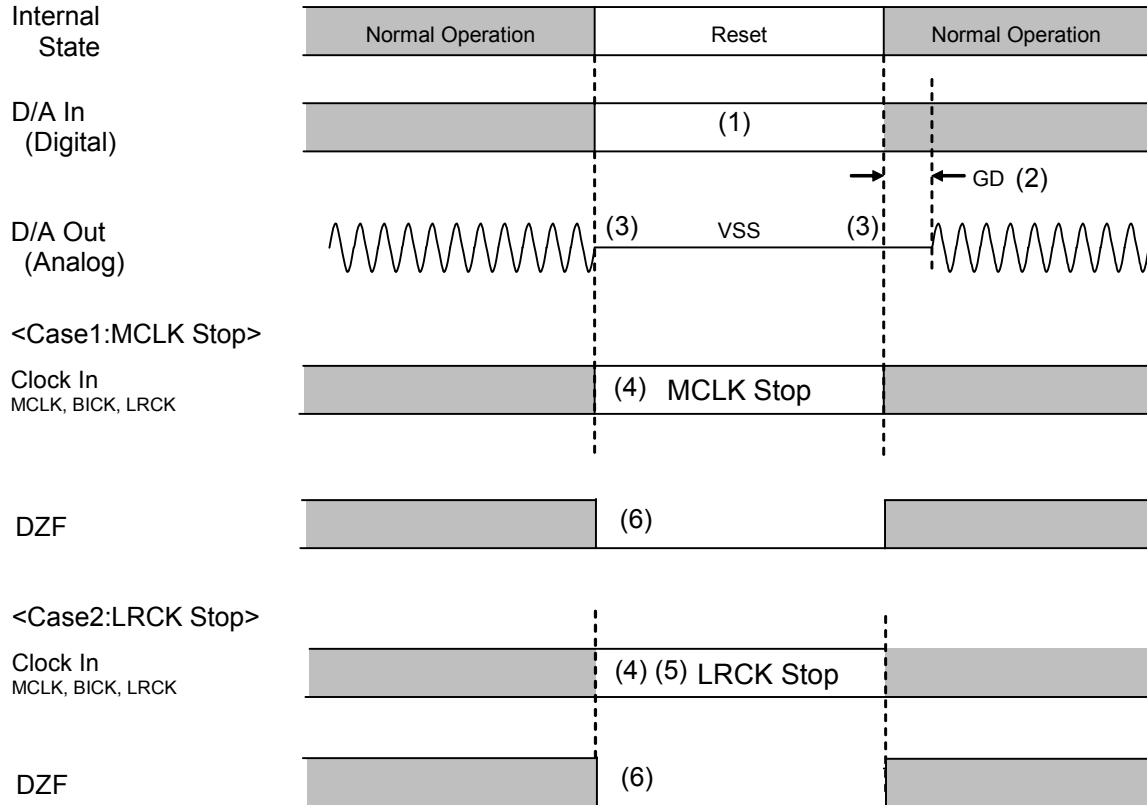 Internal
State
Normal Operation
Reset
Normal Operation
D/A In
(Digital)
(1)
GD (2)
D/A Out
(Analog)
(3)
VSS
(3)
<Case1:MCLK Stop>
Clock In
MCLK, BICK, LRCK
(4) MCLK Stop
DZF
(6)
<Case2:LRCK Stop>
Clock In
MCLK, BICK, LRCK
(4) (5) LRCK Stop
DZF
(6)